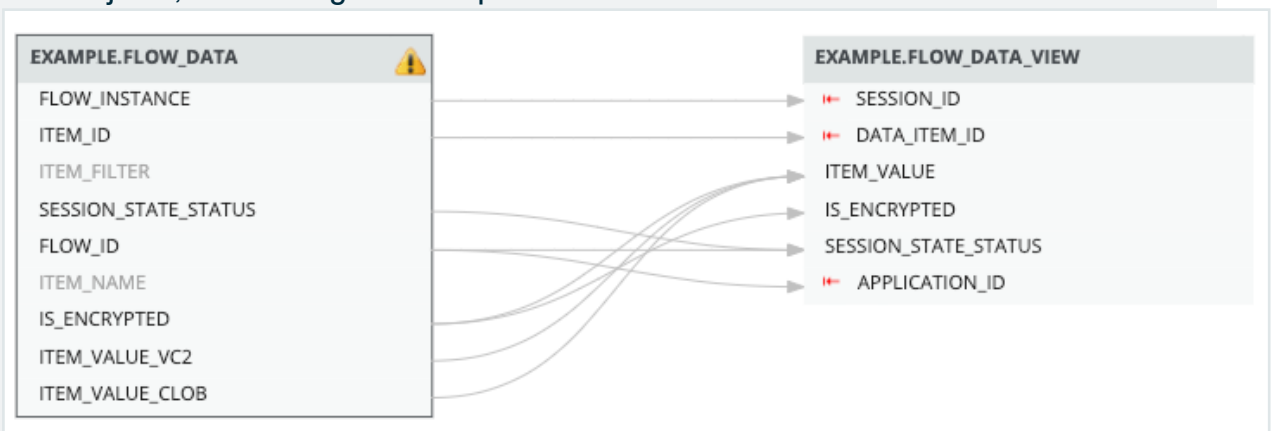 EXAMPLE.FLOW_DATA
FLOW_INSTANCE
ITEM_ID
ITEM_FILTER
SESSION_STATE_STATUS
FLOW_ID
ITEM_NAME
IS_ENCRYPTED
ITEM_VALUE_VC2
ITEM_VALUE_CLOB
EXAMPLE.FLOW_DATA_VIEW
SESSION_ID
DATA_ITEM_ID
ITEM_VALUE
IS_ENCRYPTED
SESSION_STATE_STATUS
APPLICATION_ID